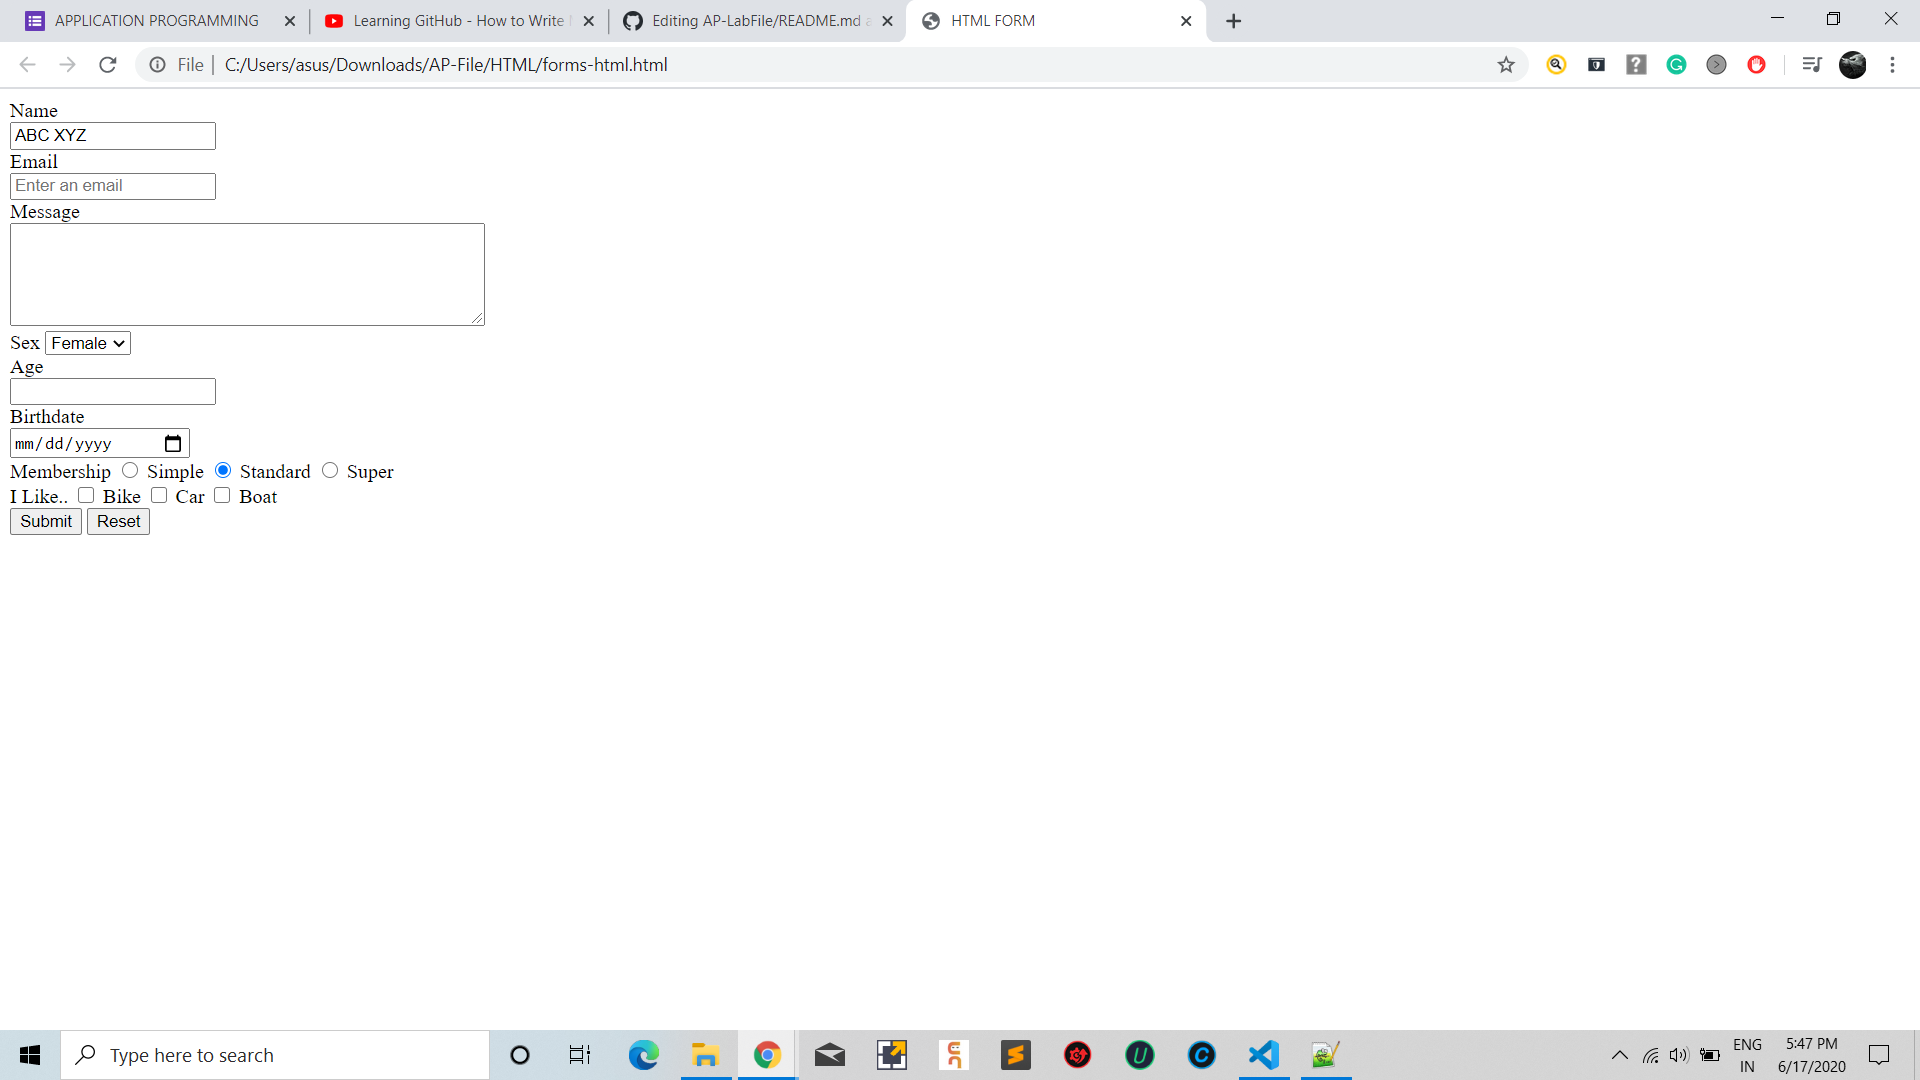 APPLICATION PROGRAMMING
Learning GitHub - How to Write
Editing AP-LabFile/README.md
HTML FORM
File C:/Users/asus/Downloads/AP-File/HTML/forms-html.html
Name
ABC XYZ
Email
Enter an email
Message
Sex Female
Age
Birthdate
mm/dd/yyyy
Membership Simple Standard Super
I Like.. Bike Car Boat
Submit Reset
Type here to search
ENG
IN
5:47 PM
6/17/2020